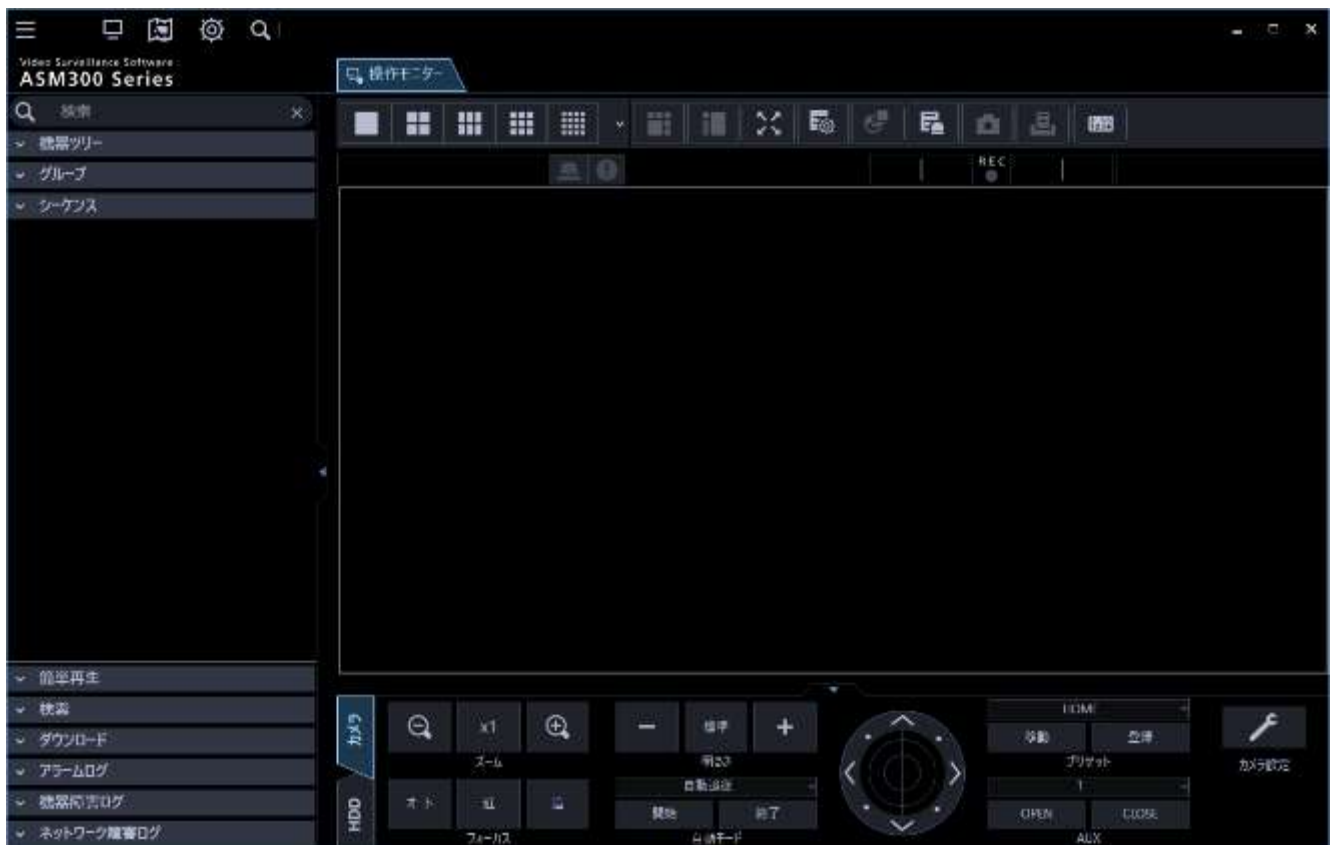 Video Surveillance Software
ASM300 Series
操作モニター
検索
機器ツリー
グループ
シーケンス
REC
簡単再生
検索
ダウンロード
アラームログ
機器障害ログ
ネットワーク障害ログ
カメラ
HDD
x1
ズーム
標準
明るさ
HOME
移動
登録
プリセット
カメラ設定
オート
フォーカス
自動追従
開始
終了
自動モード
1
OPEN
CLOSE
AUX